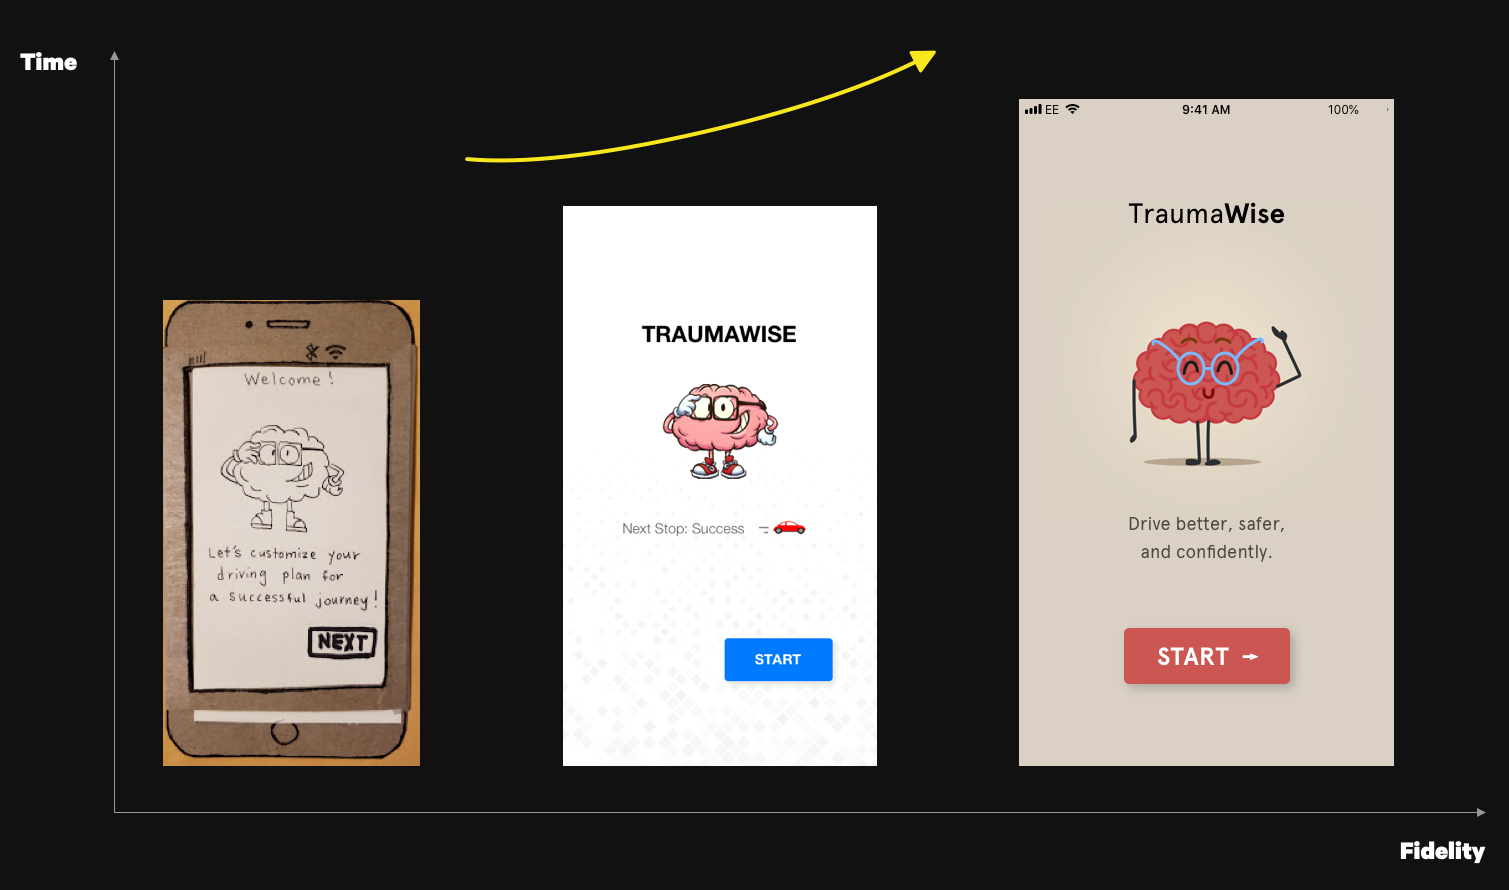 Time
Welcome!
Let's customize your
driving plan for
a successful journey!
NEXT
TRAUMAWISE
Next Stop: Success
START
EE
9:41 AM
100%
TraumaWise
Drive better, safer,
and confidently.
START
Fidelity